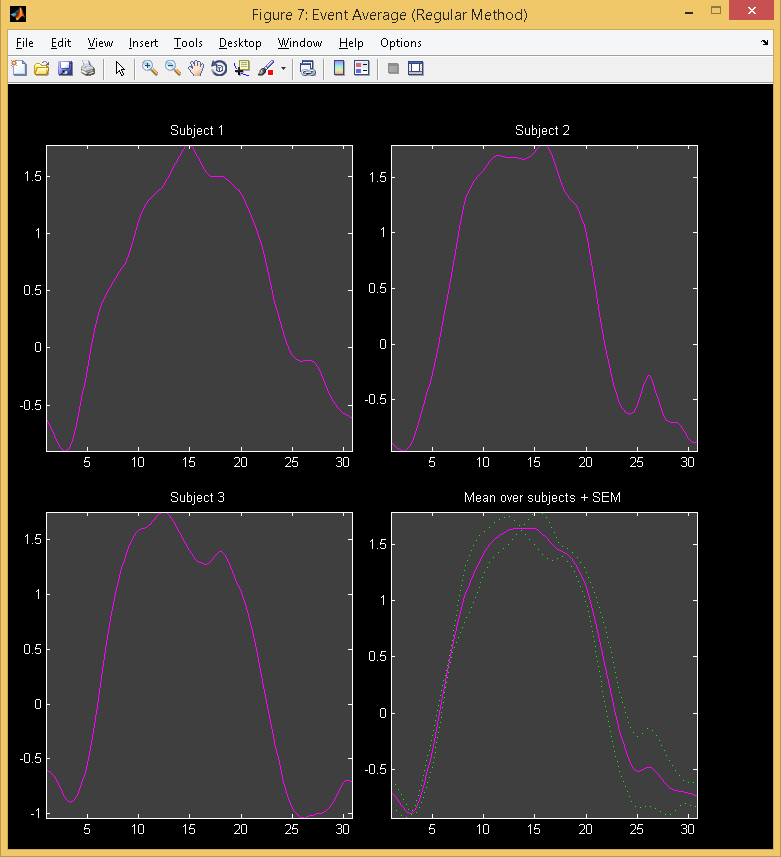 Figure 7: Event Average (Regular Method)
File Edit View Insert Tools Desktop Window Help Options
Subject 1
1.5
1
0.5
0
-0.5
5 10 15 20 25 30
Subject 2
1.5
1
0.5
0
-0.5
5 10 15 20 25 30
Subject 3
1.5
1
0.5
0
-0.5
-1
5 10 15 20 25 30
Mean over subjects + SEM
1.5
1
0.5
0
-0.5
5 10 15 20 25 30